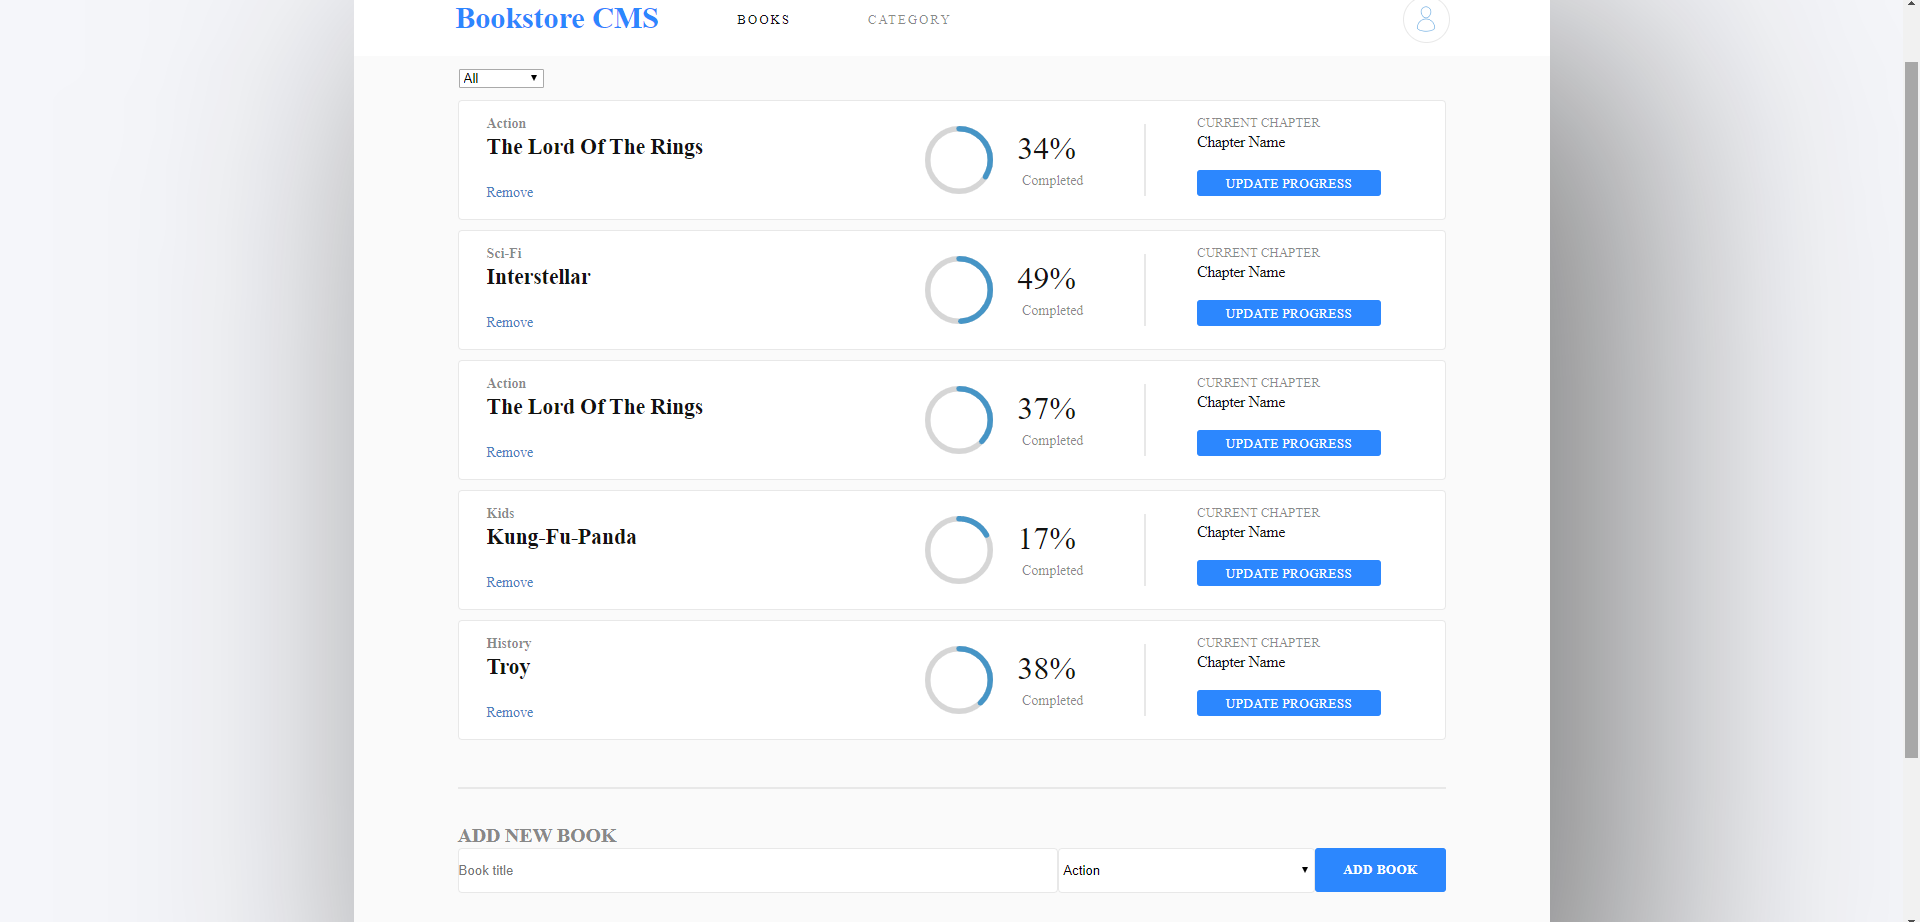 Bookstore CMS
BOOKS
CATEGORY
All
Action
The Lord Of The Rings
Remove
34%
Completed
CURRENT CHAPTER
Chapter Name
UPDATE PROGRESS
Sci-Fi
Interstellar
Remove
49%
Completed
CURRENT CHAPTER
Chapter Name
UPDATE PROGRESS
Action
The Lord Of The Rings
Remove
37%
Completed
CURRENT CHAPTER
Chapter Name
UPDATE PROGRESS
Kids
Kung-Fu-Panda
Remove
17%
Completed
CURRENT CHAPTER
Chapter Name
UPDATE PROGRESS
History
Troy
Remove
38%
Completed
CURRENT CHAPTER
Chapter Name
UPDATE PROGRESS
ADD NEW BOOK
Book title
Action
ADD BOOK